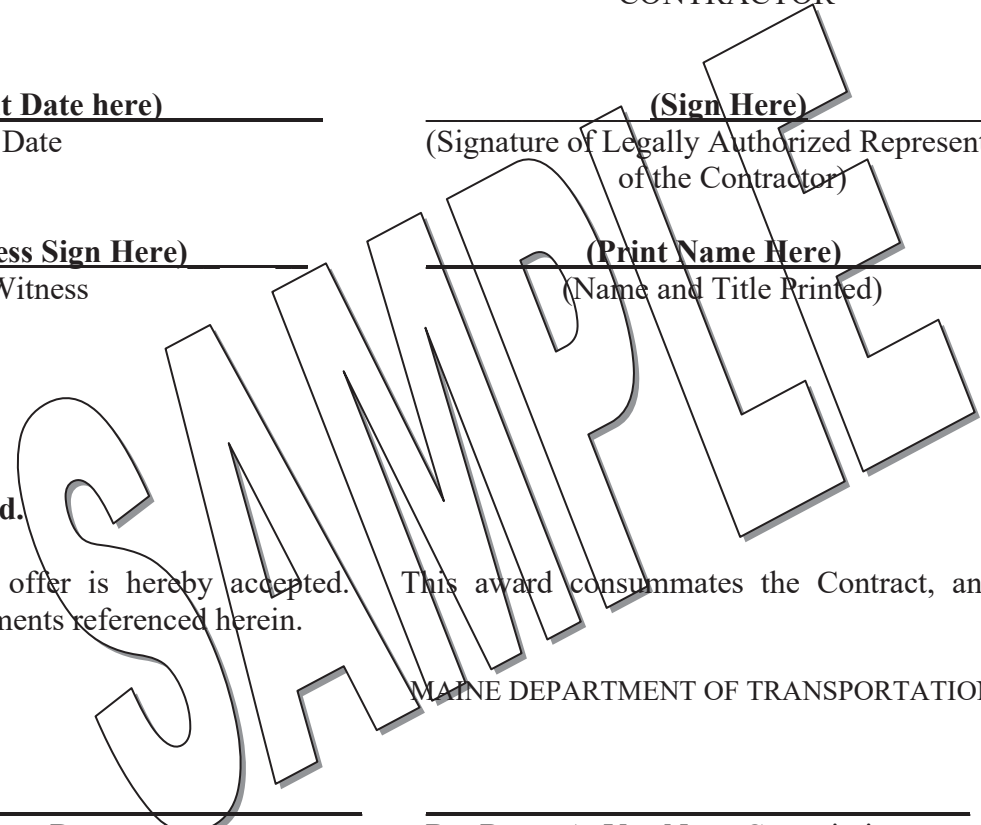 CONTRACTOR
t Date here) (Sign Here)
Date (Signature of Legally Authorized Represent
of the Contractor)
ess Sign Here) (Print Name Here)
Witness (Name and Title Printed)
SAMPLE
d.
offer is hereby accepted. This award consummates the Contract, an
ments referenced herein.
MAINE DEPARTMENT OF TRANSPORTATION